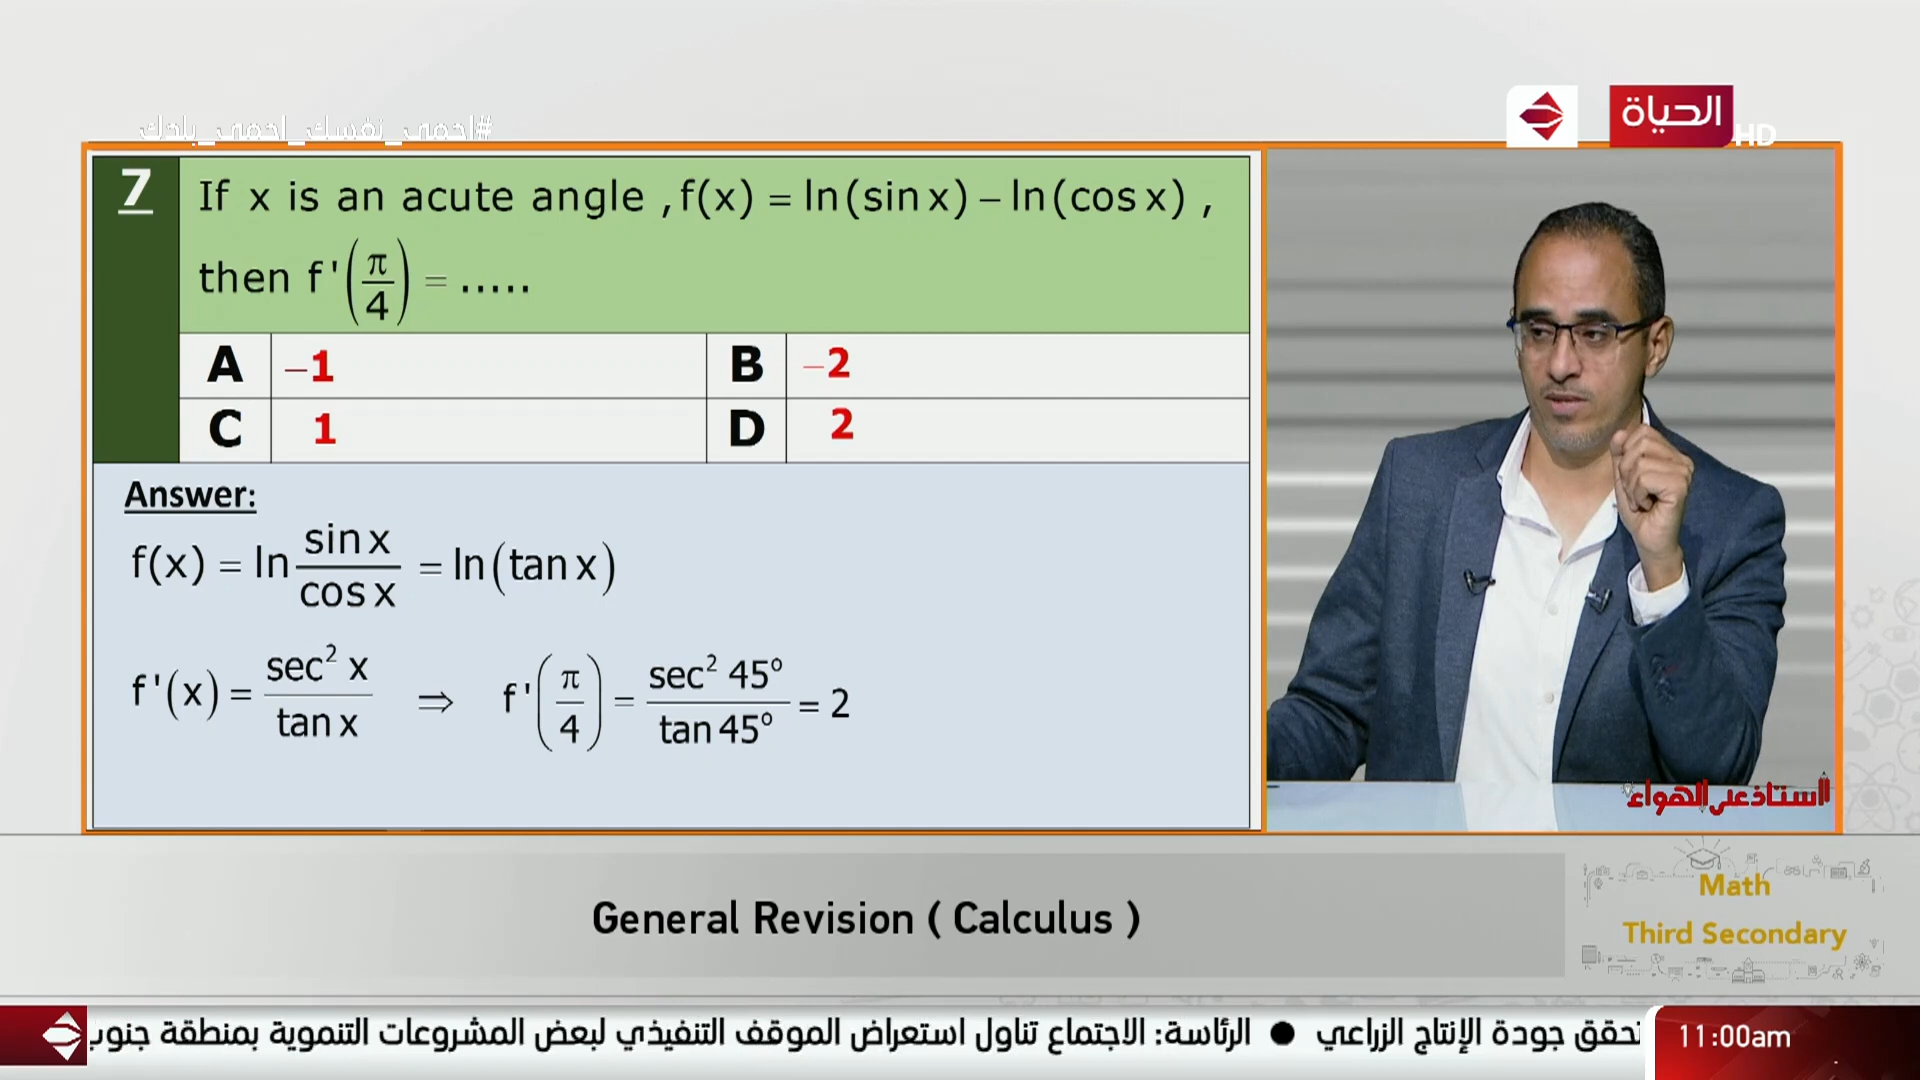 #احمي_نفسك_احمي_بلدك
الحياة
HD
7
If x is an acute angle , f(x) = ln(sin x) – ln(cos x) ,
then f'(π/4) = .....
A –1 B –2
C 1 D 2
Answer:
f(x) = ln sin x/cos x = ln(tan x)
f'(x) = sec² x/tan x ⇒ f'(π/4) = sec² 45°/tan 45° = 2
أستاذ على الهواء
General Revision ( Calculus )
Math
Third Secondary
تحقق جودة الإنتاج الزراعي ● الرئاسة: الاجتماع تناول استعراض الموقف التنفيذي لبعض المشروعات التنموية بمنطقة جنوب
11:00am